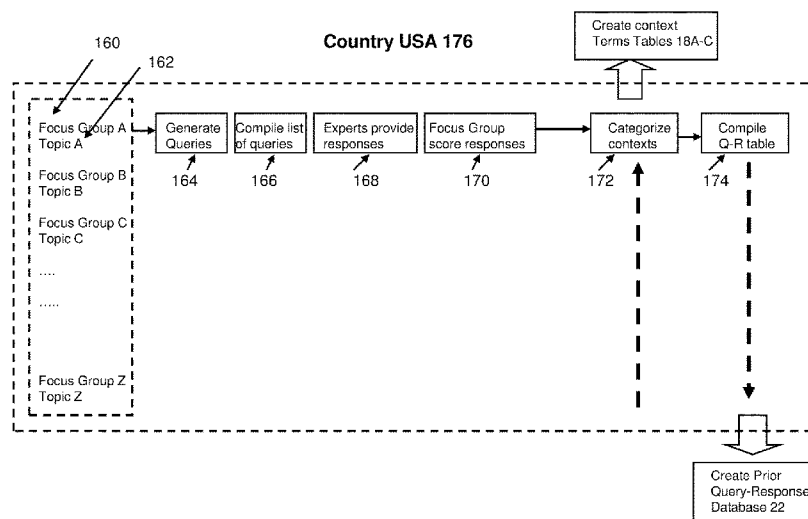 Create context
Terms Tables 18A-C
Country USA 176
160
162
Focus Group A
Topic A
Generate
Queries
Compile list
of queries
Experts provide
responses
Focus Group
score responses
Categorize
contexts
Compile
Q-R table
164
166
168
170
172
174
Focus Group B
Topic B
Focus Group C
Topic C
....
.....
Focus Group Z
Topic Z
Create Prior
Query-Response
Database 22